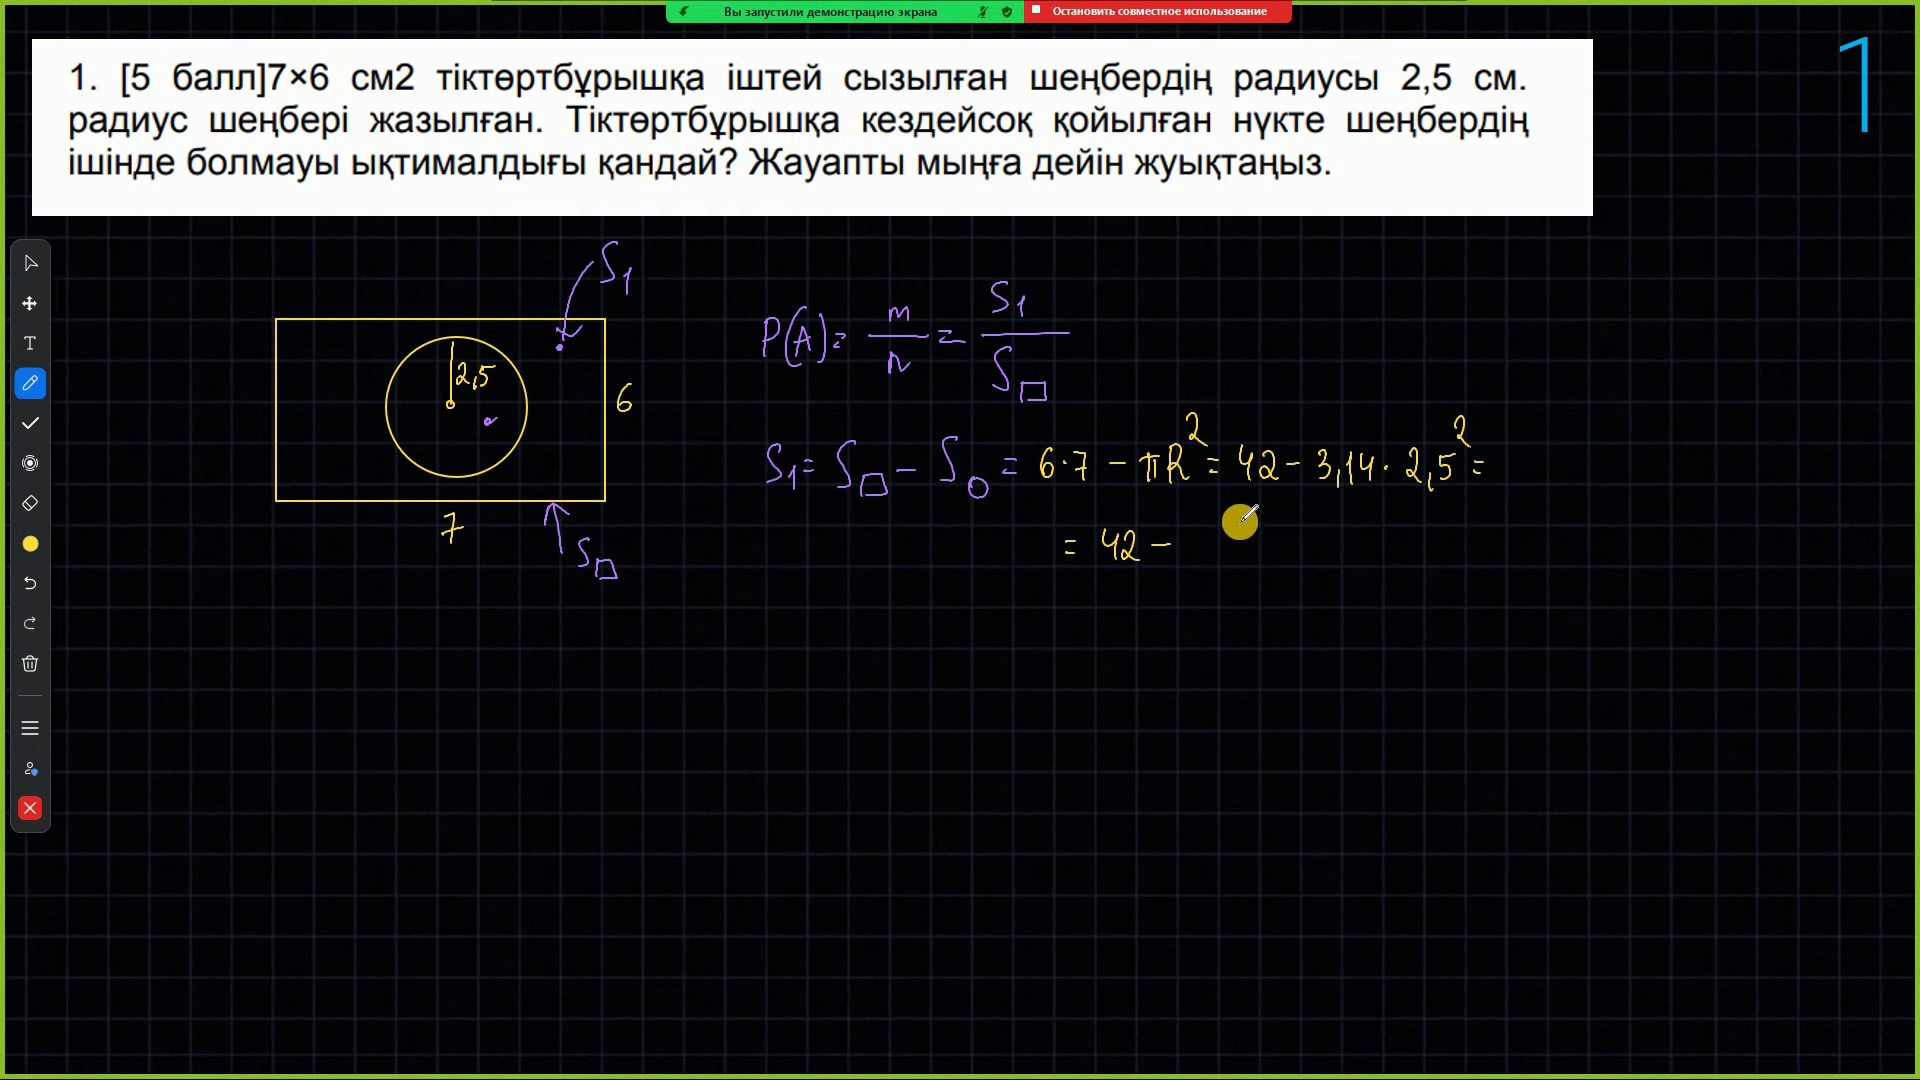 Вы запустили демонстрацию экрана
Остановить совместное использование
1. [5 балл]7×6 см2 тіктөртбұрышқа іштей сызылған шеңбердің радиусы 2,5 см.
радиус шеңбері жазылған. Тіктөртбұрышқа кездейсоқ қойылған нүкте шеңбердің
ішінде болмауы ықтималдығы қандай? Жауапты мыңға дейін жуықтаңыз.
1
S₁
2,5
6
7
S□
P(A) = m/n = S₁/S□
S₁ = S□ − S○ = 6·7 − πR² = 42 − 3,14 · 2,5² =
= 42 −
T